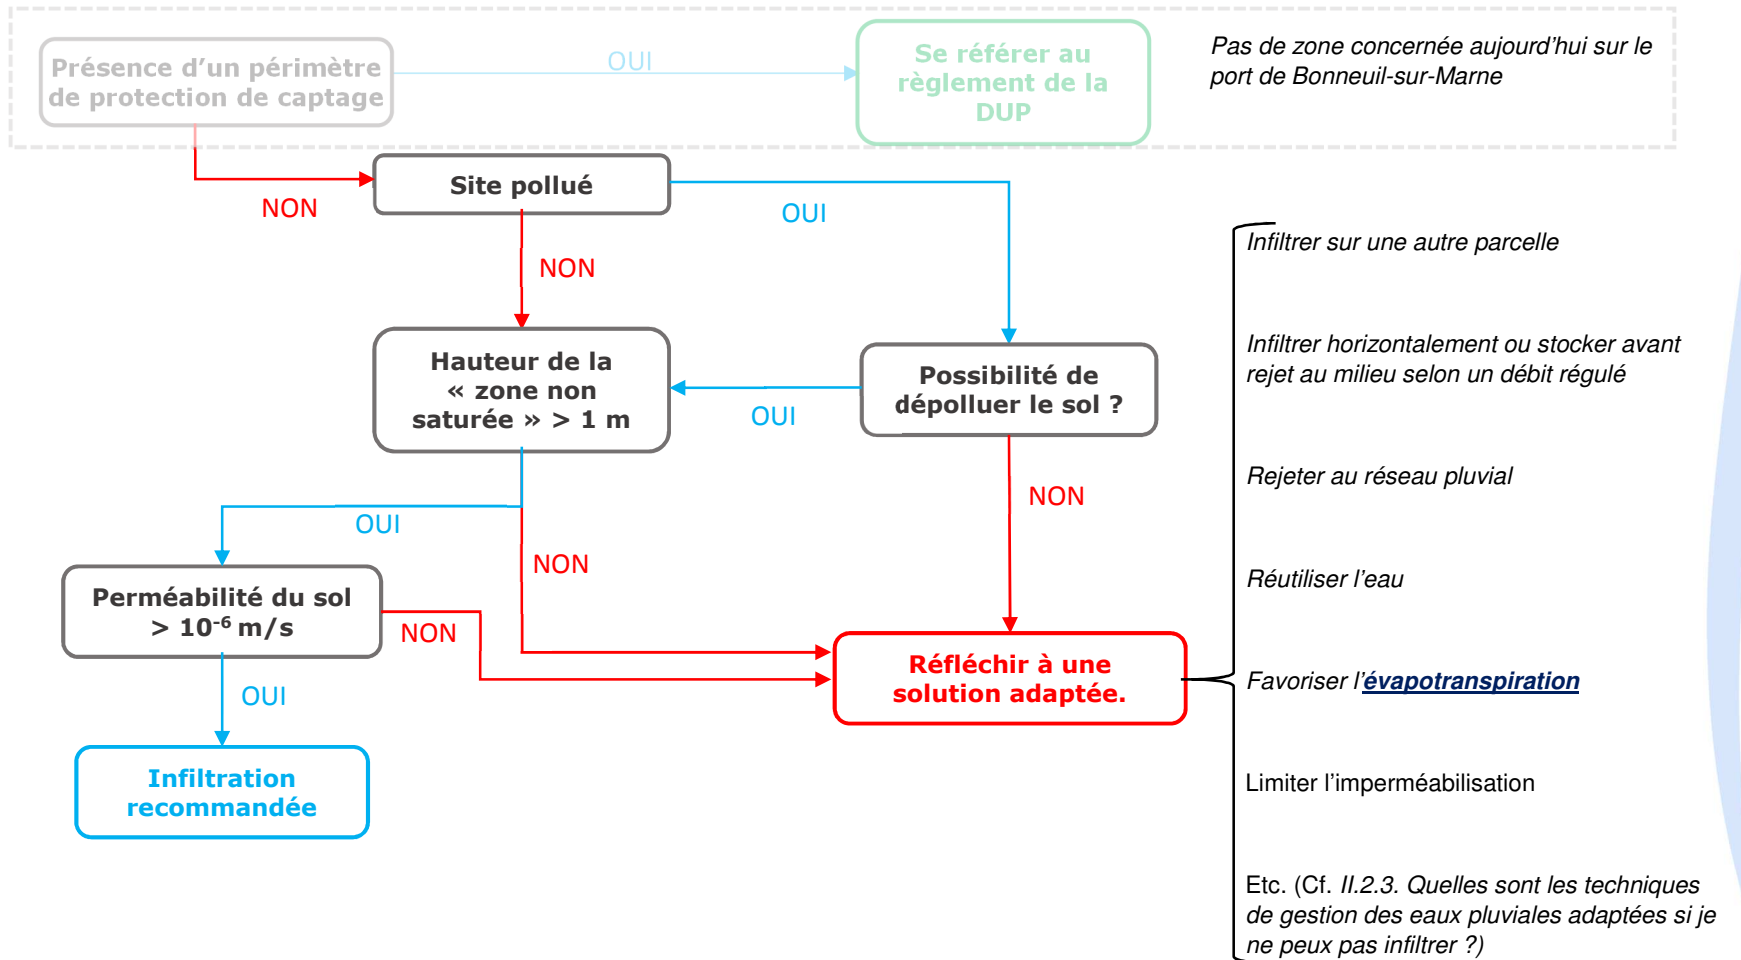 Présence d'un périmètre
de protection de captage
OUI
Se référer au
règlement de la
DUP
Pas de zone concernée aujourd'hui sur le
port de Bonneuil-sur-Marne
NON
Site pollué
OUI
NON
Hauteur de la
« zone non
saturée » > 1 m
OUI
Possibilité de
dépolluer le sol ?
OUI
NON
NON
Perméabilité du sol
> 10⁻⁶ m/s
NON
OUI
Infiltration
recommandée
Réfléchir à une
solution adaptée.
Infiltrer sur une autre parcelle
Infiltrer horizontalement ou stocker avant
rejet au milieu selon un débit régulé
Rejeter au réseau pluvial
Réutiliser l'eau
Favoriser l'évapotranspiration
Limiter l'imperméabilisation
Etc. (Cf. II.2.3. Quelles sont les techniques
de gestion des eaux pluviales adaptées si je
ne peux pas infiltrer ?)